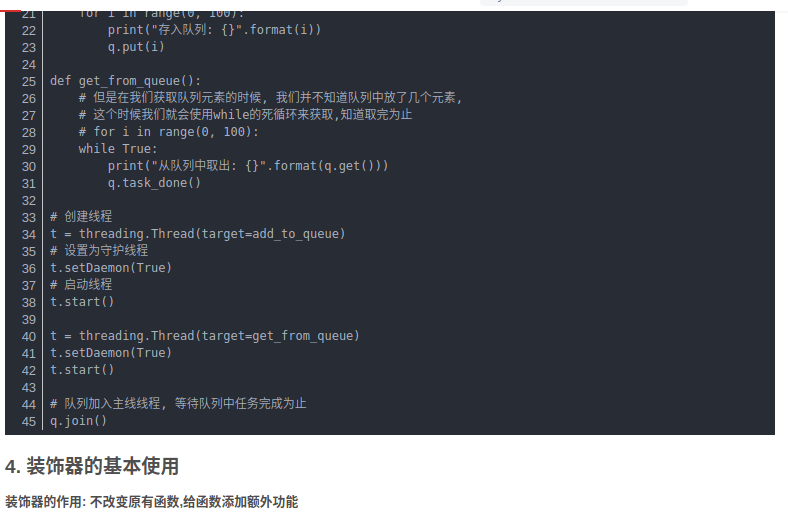 21 for i in range(0, 100):
22 print("存入队列: {}".format(i))
23 q.put(i)
24
25 def get_from_queue():
26 # 但是在我们获取队列元素的时候, 我们并不知道队列中放了几个元素,
27 # 这个时候我们就会使用while的死循环来获取,知道取完为止
28 # for i in range(0, 100):
29 while True:
30 print("从队列中取出: {}".format(q.get()))
31 q.task_done()
32
33 # 创建线程
34 t = threading.Thread(target=add_to_queue)
35 # 设置为守护线程
36 t.setDaemon(True)
37 # 启动线程
38 t.start()
39
40 t = threading.Thread(target=get_from_queue)
41 t.setDaemon(True)
42 t.start()
43
44 # 队列加入主线线程, 等待队列中任务完成为止
45 q.join()
4. 装饰器的基本使用
装饰器的作用: 不改变原有函数,给函数添加额外功能